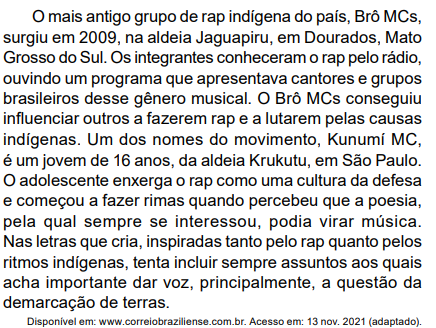 O mais antigo grupo de rap indígena do país, Brô MCs,
surgiu em 2009, na aldeia Jaguapiru, em Dourados, Mato
Grosso do Sul. Os integrantes conheceram o rap pelo rádio,
ouvindo um programa que apresentava cantores e grupos
brasileiros desse gênero musical. O Brô MCs conseguiu
influenciar outros a fazerem rap e a lutarem pelas causas
indígenas. Um dos nomes do movimento, Kunumí MC,
é um jovem de 16 anos, da aldeia Krukutu, em São Paulo.
O adolescente enxerga o rap como uma cultura da defesa
e começou a fazer rimas quando percebeu que a poesia,
pela qual sempre se interessou, podia virar música.
Nas letras que cria, inspiradas tanto pelo rap quanto pelos
ritmos indígenas, tenta incluir sempre assuntos aos quais
acha importante dar voz, principalmente, a questão da
demarcação de terras.
Disponível em: www.correiobraziliense.com.br. Acesso em: 13 nov. 2021 (adaptado).